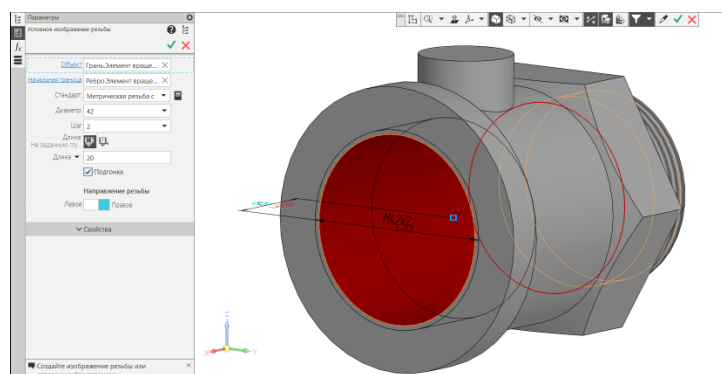 Параметры
Условное изображение резьбы
Объект Грань.Элемент враще...
Начальная граница Ребро.Элемент враще...
Стандарт: Метрическая резьба с
Диаметр: 42
Шаг 2
Длина:
На заданную глу...
Длина 20
Подгонка
Направление резьбы
Левое Правое
Свойства
Создайте изображение резьбы или
M42x2
X
Y